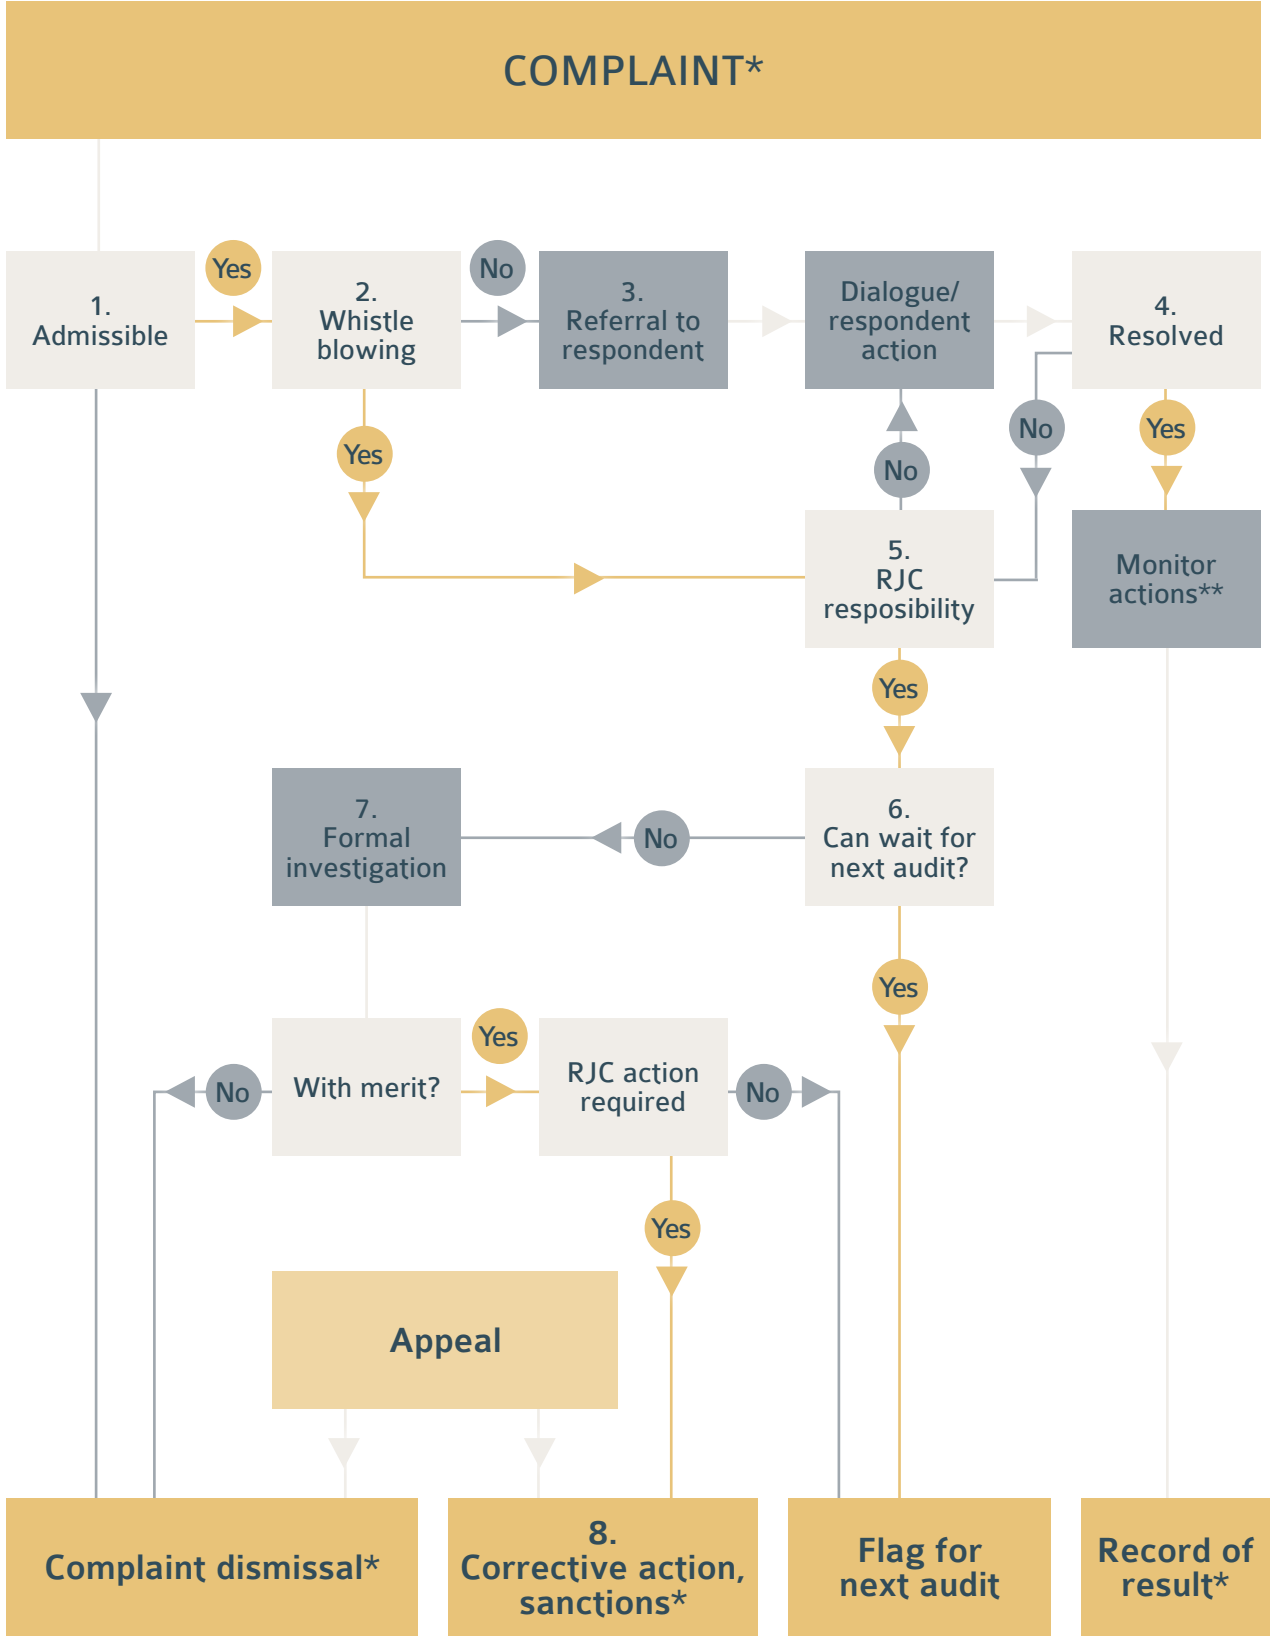 COMPLAINT*
Yes
No
1.
Admissible
2.
Whistle
blowing
3.
Referral to
respondent
Dialogue/
respondent
action
4.
Resolved
Yes
No
No
Yes
5.
RJC
resposibility
Monitor
actions**
Yes
7.
Formal
investigation
No
6.
Can wait for
next audit?
Yes
Yes
No
With merit?
RJC action
required
No
Yes
Appeal
Complaint dismissal*
8.
Corrective action,
sanctions*
Flag for
next audit
Record of
result*